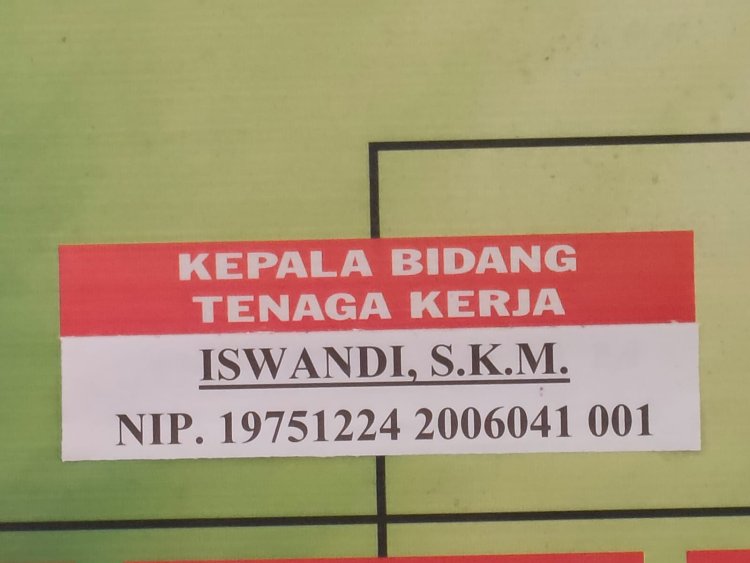 KEPALA BIDANG
TENAGA KERJA
ISWANDI, S.K.M.
NIP. 19751224 2006041 001